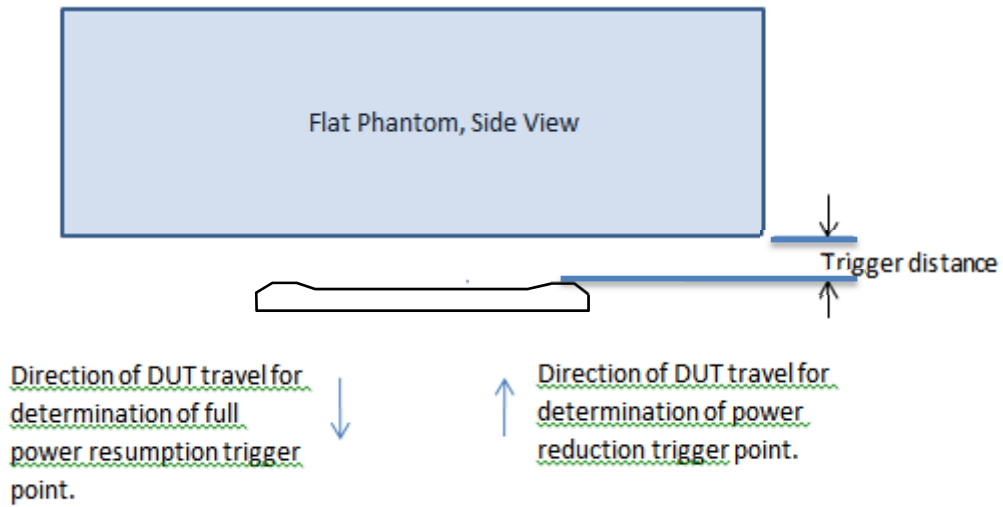 Flat Phantom, Side View
Trigger distance
Direction of DUT travel for
determination of full
power resumption trigger
point.
Direction of DUT travel for
determination of power
reduction trigger point.